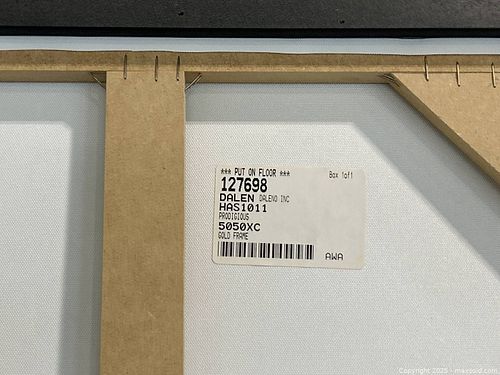 *** PUT ON FLOOR *** Box 1of1
127698
DALEN DALENO INC
HAS1011
PRODIGIOUS
5050XC
GOLD FRAME
AWA
Copyright 2025 - maxsold.com